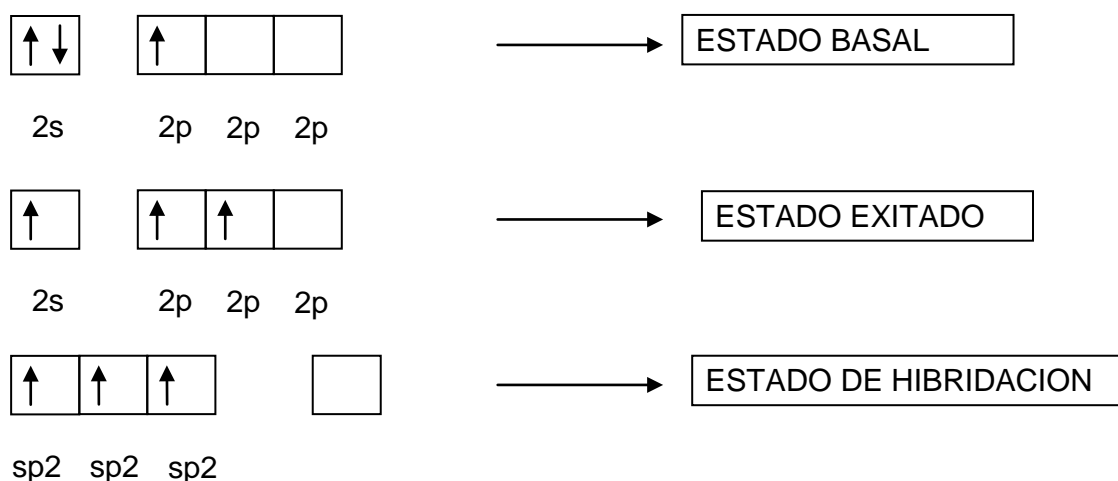 ESTADO BASAL
2s 2p 2p 2p
ESTADO EXITADO
2s 2p 2p 2p
ESTADO DE HIBRIDACION
sp2 sp2 sp2